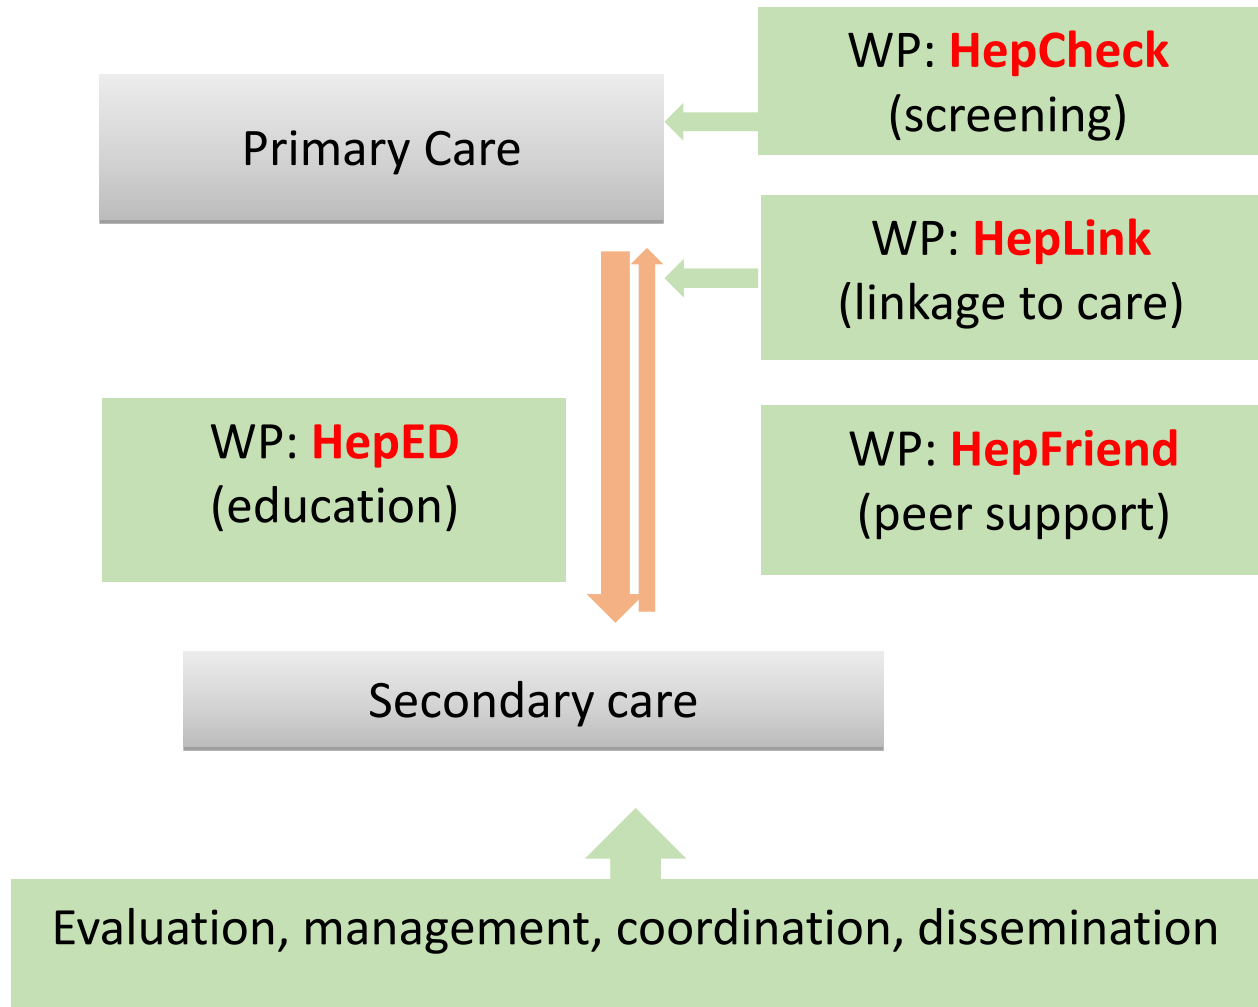 WP: HepCheck
(screening)
Primary Care
WP: HepLink
(linkage to care)
WP: HepED
(education)
WP: HepFriend
(peer support)
Secondary care
Evaluation, management, coordination, dissemination